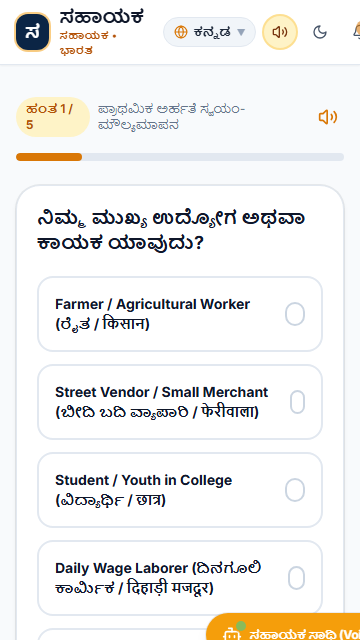 ಸ
ಸಹಾಯಕ
ಸಹಾಯಕ •
ಭಾರತ
ಕನ್ನಡ ▼
ಹಂತ 1 /
5
ಪ್ರಾಥಮಿಕ ಅರ್ಹತೆ ಸ್ವಯಂ-
ಮೌಲ್ಯಮಾಪನ
ನಿಮ್ಮ ಮುಖ್ಯ ಉದ್ಯೋಗ ಅಥವಾ
ಕಾಯಕ ಯಾವುದು?
Farmer / Agricultural Worker
(ರೈತ / किसान)
Street Vendor / Small Merchant
(ಬೀದಿ ಬದಿ ವ್ಯಾಪಾರಿ / फेरीवाला)
Student / Youth in College
(ವಿದ್ಯಾರ್ಥಿ / छात्र)
Daily Wage Laborer (ದಿನಗೂಲಿ
ಕಾರ್ಮಿಕ / दिहाड़ी मजदूर)
ಸಹಾಯಕ ಸಾಥಿ